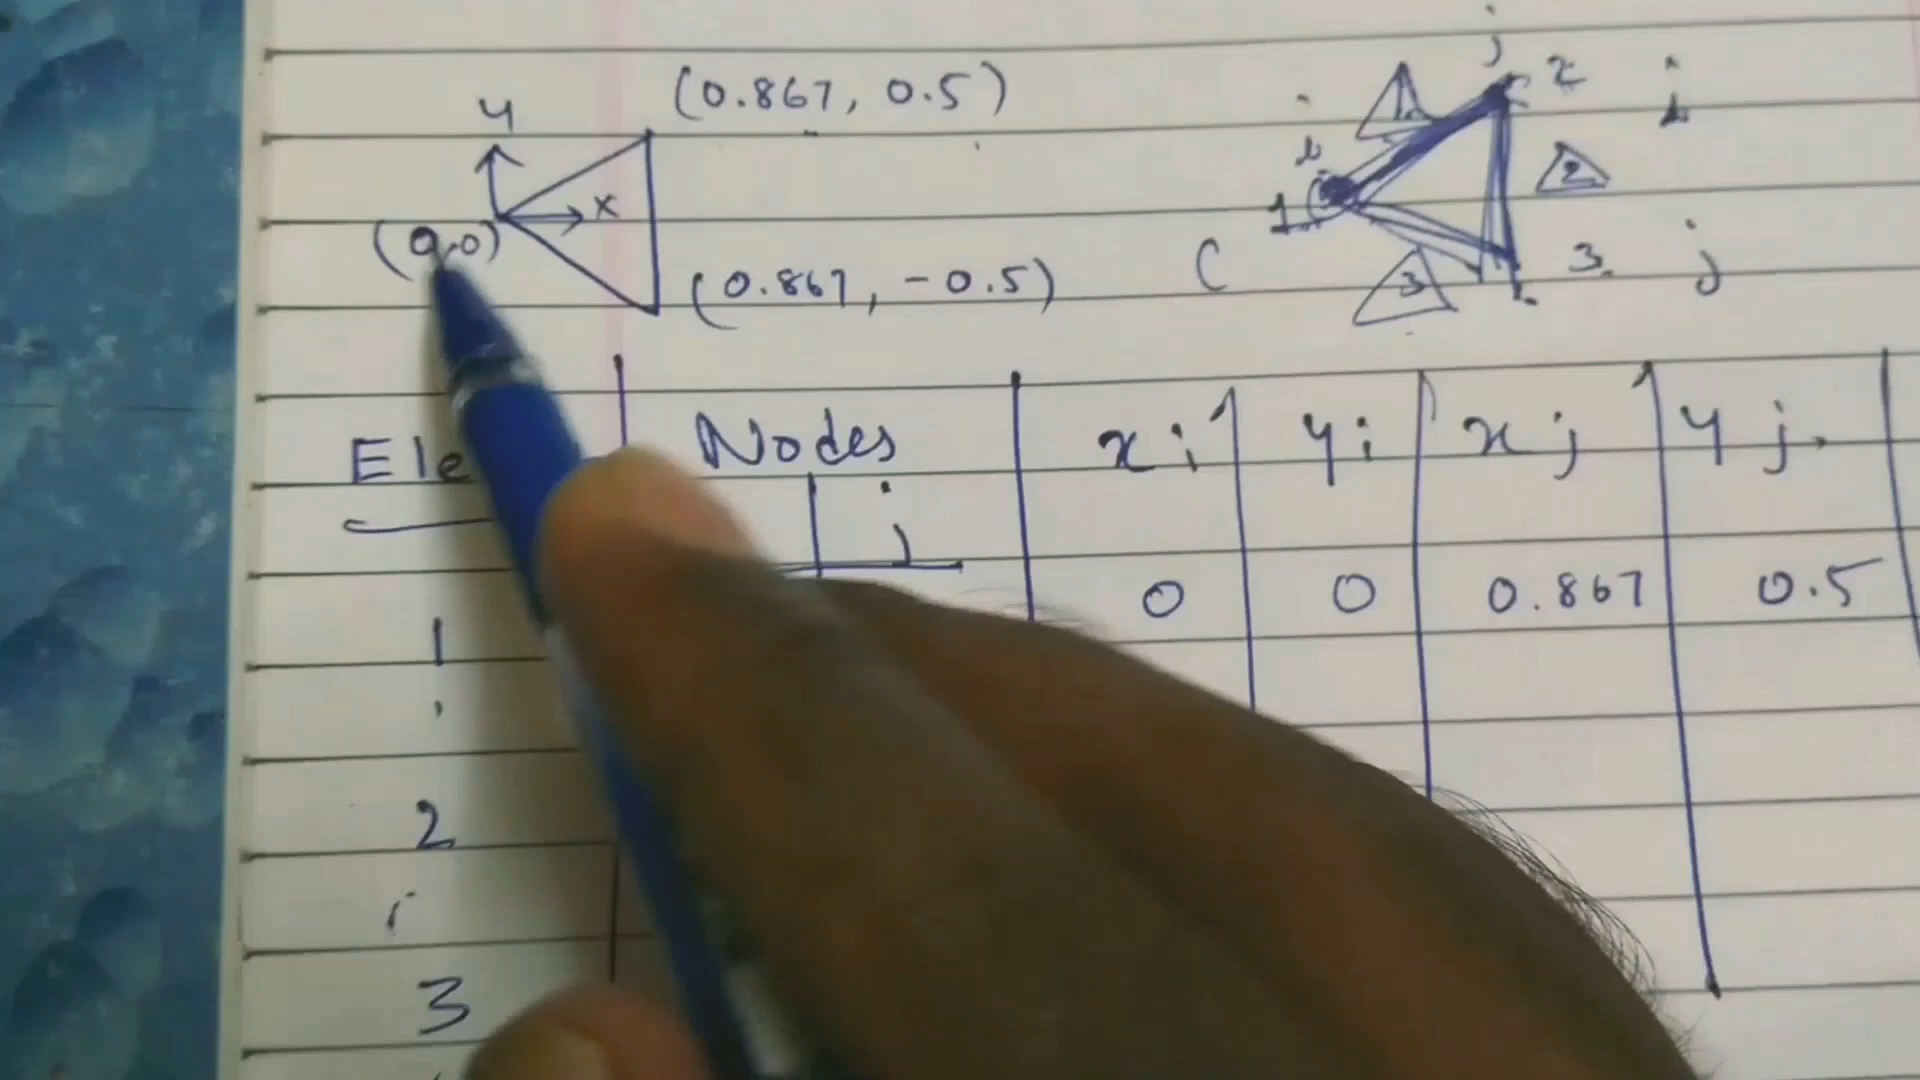 (0.867, 0.5)
j
2 i
y
1
i
x
2
1
(0,0)
(0.867, -0.5)
C
3
3. j
Ele
Nodes
xi yi xj yj
j
1 0 0 0.867 0.5
2
3